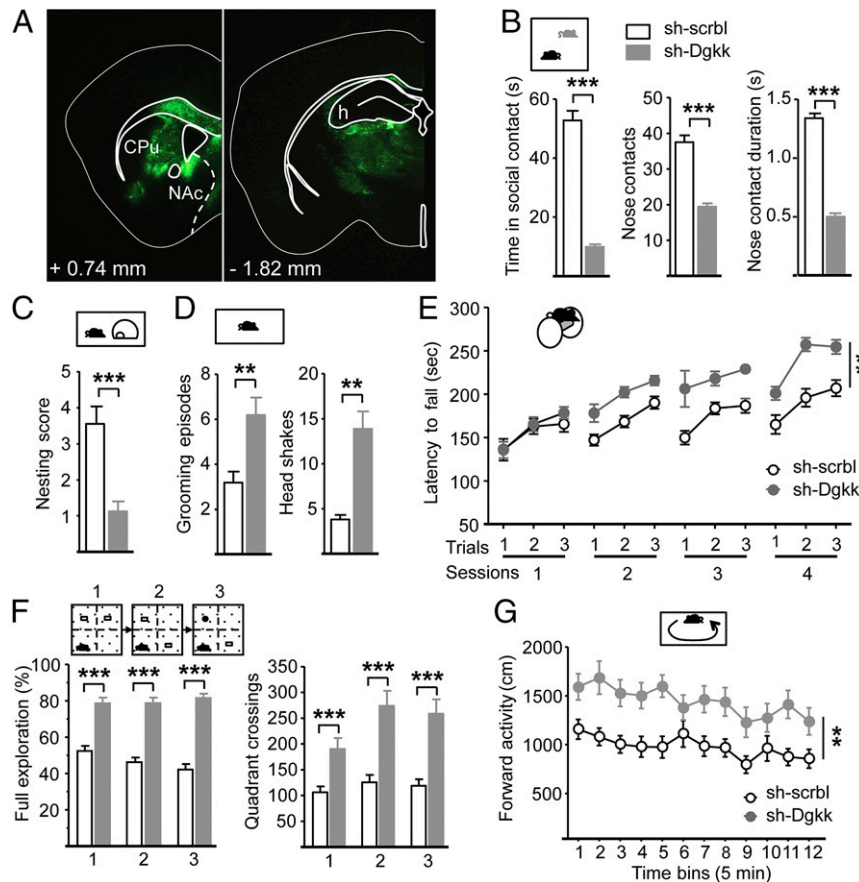 A
CPu
NAc
+ 0.74 mm
h
- 1.82 mm
B
sh-scrbl
sh-Dgkk
Time in social contact (s)
60
50
40
30
20
10
***
Nose contacts
50
40
30
20
10
***
Nose contact duration (s)
1.5
1.0
0.5
***
C
Nesting score
5
4
3
2
1
***
D
Grooming episodes
8
6
4
2
**
Head shakes
20
15
10
5
**
E
Latency to fall (sec)
300
250
200
150
100
50
**
sh-scrbl
sh-Dgkk
Trials 1 2 3 1 2 3 1 2 3 1 2 3
Sessions 1 2 3 4
F
1 2 3
Full exploration (%)
100
80
60
40
20
*** *** ***
1 2 3
Quadrant crossings
350
300
250
200
150
100
50
*** *** ***
1 2 3
G
Forward activity (cm)
2000
1500
1000
500
**
sh-scrbl
sh-Dgkk
1 2 3 4 5 6 7 8 9 10 11 12
Time bins (5 min)